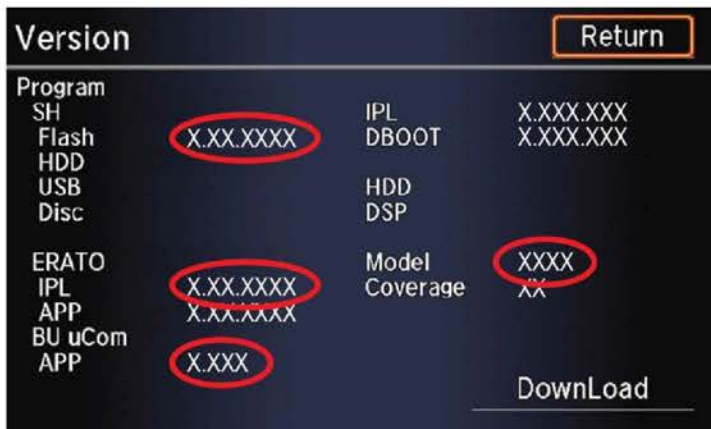 Version Return
Program
SH IPL X.XXX.XXX
Flash X.XX.XXXX DBOOT X.XXX.XXX
HDD
USB HDD
Disc DSP
ERATO Model XXXX
IPL X.XX.XXXX Coverage XX
APP X.XX.XXXX
BU uCom
APP X.XXX
DownLoad